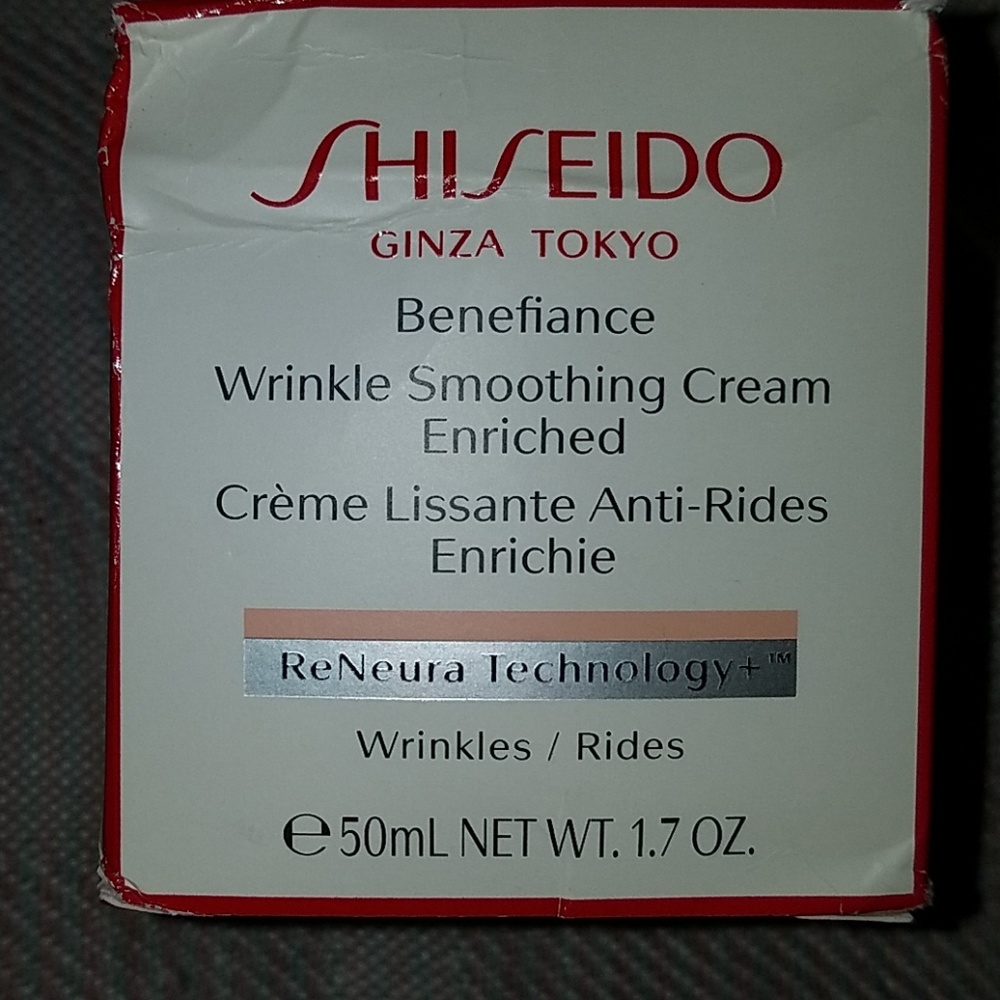 SHISEIDO
GINZA TOKYO
Benefiance
Wrinkle Smoothing Cream
Enriched
Crème Lissante Anti-Rides
Enrichie
ReNeura Technology+™
Wrinkles / Rides
℮50mL NET WT. 1.7 OZ.